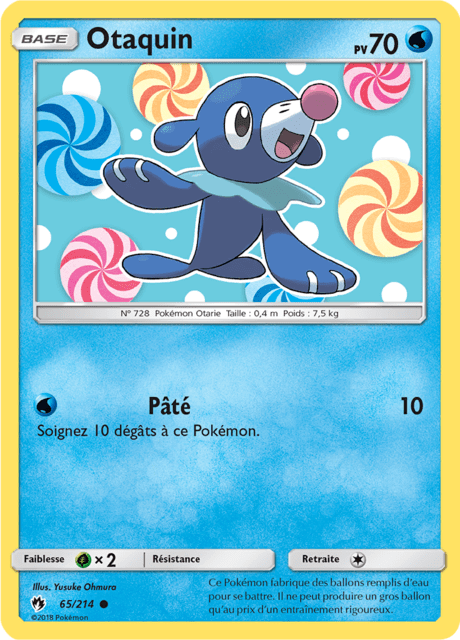 BASE Otaquin PV70
N° 728 Pokémon Otarie Taille : 0,4 m Poids : 7,5 kg
Pâté 10
Soignez 10 dégâts à ce Pokémon.
Faiblesse ×2 Résistance Retraite
Illus. Yusuke Ohmura
65/214
©2018 Pokémon
Ce Pokémon fabrique des ballons remplis d'eau
pour se battre. Il ne peut produire un gros ballon
qu'au prix d'un entraînement rigoureux.